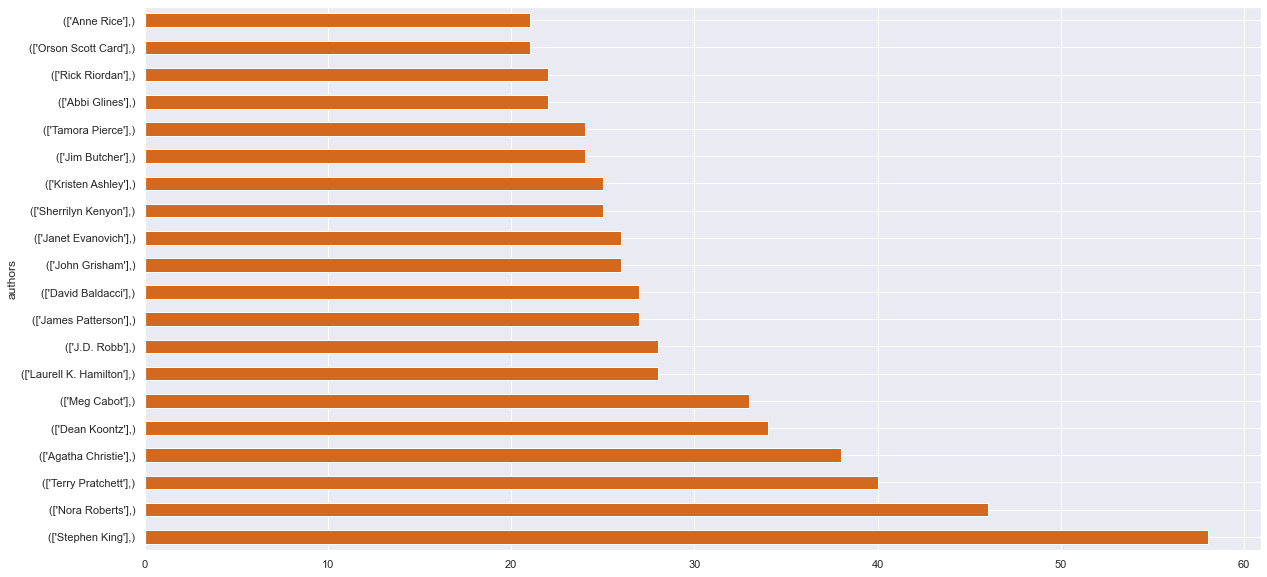 (['Anne Rice'],)
(['Orson Scott Card'],)
(['Rick Riordan'],)
(['Abbi Glines'],)
(['Tamora Pierce'],)
(['Jim Butcher'],)
(['Kristen Ashley'],)
(['Sherrilyn Kenyon'],)
(['Janet Evanovich'],)
(['John Grisham'],)
(['David Baldacci'],)
(['James Patterson'],)
(['J.D. Robb'],)
(['Laurell K. Hamilton'],)
(['Meg Cabot'],)
(['Dean Koontz'],)
(['Agatha Christie'],)
(['Terry Pratchett'],)
(['Nora Roberts'],)
(['Stephen King'],)
authors
0 10 20 30 40 50 60